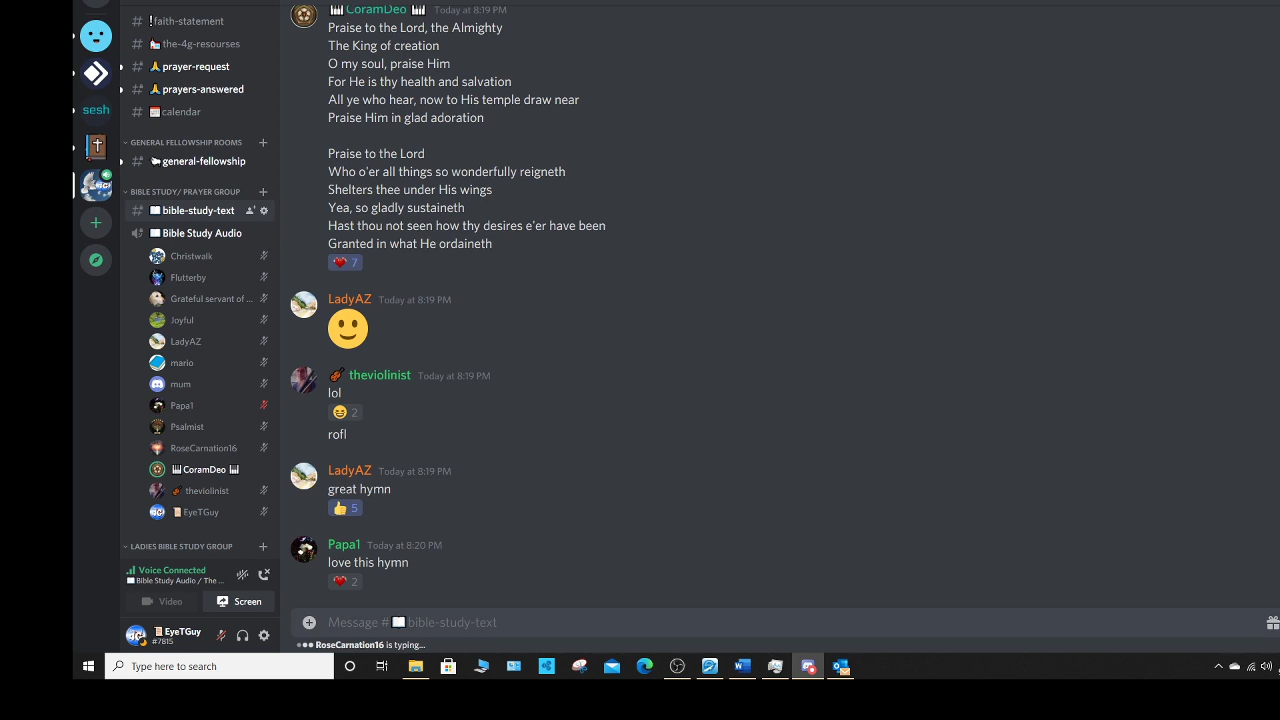 faith-statement
the-4g-resourses
prayer-request
prayers-answered
calendar
GENERAL FELLOWSHIP ROOMS
general-fellowship
BIBLE STUDY/ PRAYER GROUP
bible-study-text
Bible Study Audio
Christwalk
Flutterby
Grateful servant of ...
Joyful
LadyAZ
mario
mum
Papa1
Psalmist
RoseCarnation16
CoramDeo
theviolinist
EyeTGuy
LADIES BIBLE STUDY GROUP
Voice Connected
Bible Study Audio / The ...
Video
Screen
EyeTGuy
#7815
sesh
CoramDeo Today at 8:19 PM
Praise to the Lord, the Almighty
The King of creation
O my soul, praise Him
For He is thy health and salvation
All ye who hear, now to His temple draw near
Praise Him in glad adoration
Praise to the Lord
Who o'er all things so wonderfully reigneth
Shelters thee under His wings
Yea, so gladly sustaineth
Hast thou not seen how thy desires e'er have been
Granted in what He ordaineth
7
LadyAZ Today at 8:19 PM
theviolinist Today at 8:19 PM
lol
2
rofl
LadyAZ Today at 8:19 PM
great hymn
5
Papa1 Today at 8:20 PM
love this hymn
2
Message # bible-study-text
RoseCarnation16 is typing...
Type here to search